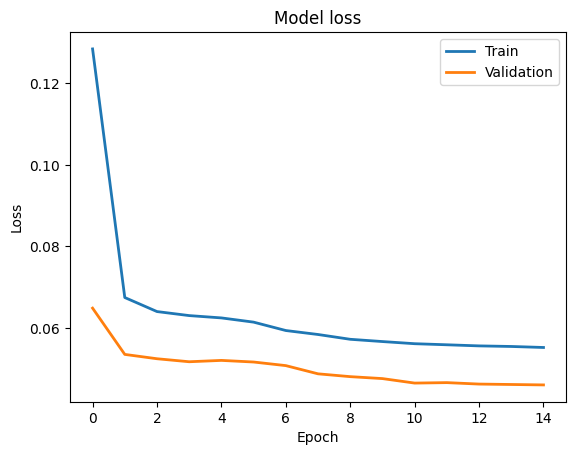 Model loss
Train
Validation
0.12
0.10
0.08
0.06
Loss
0 2 4 6 8 10 12 14
Epoch